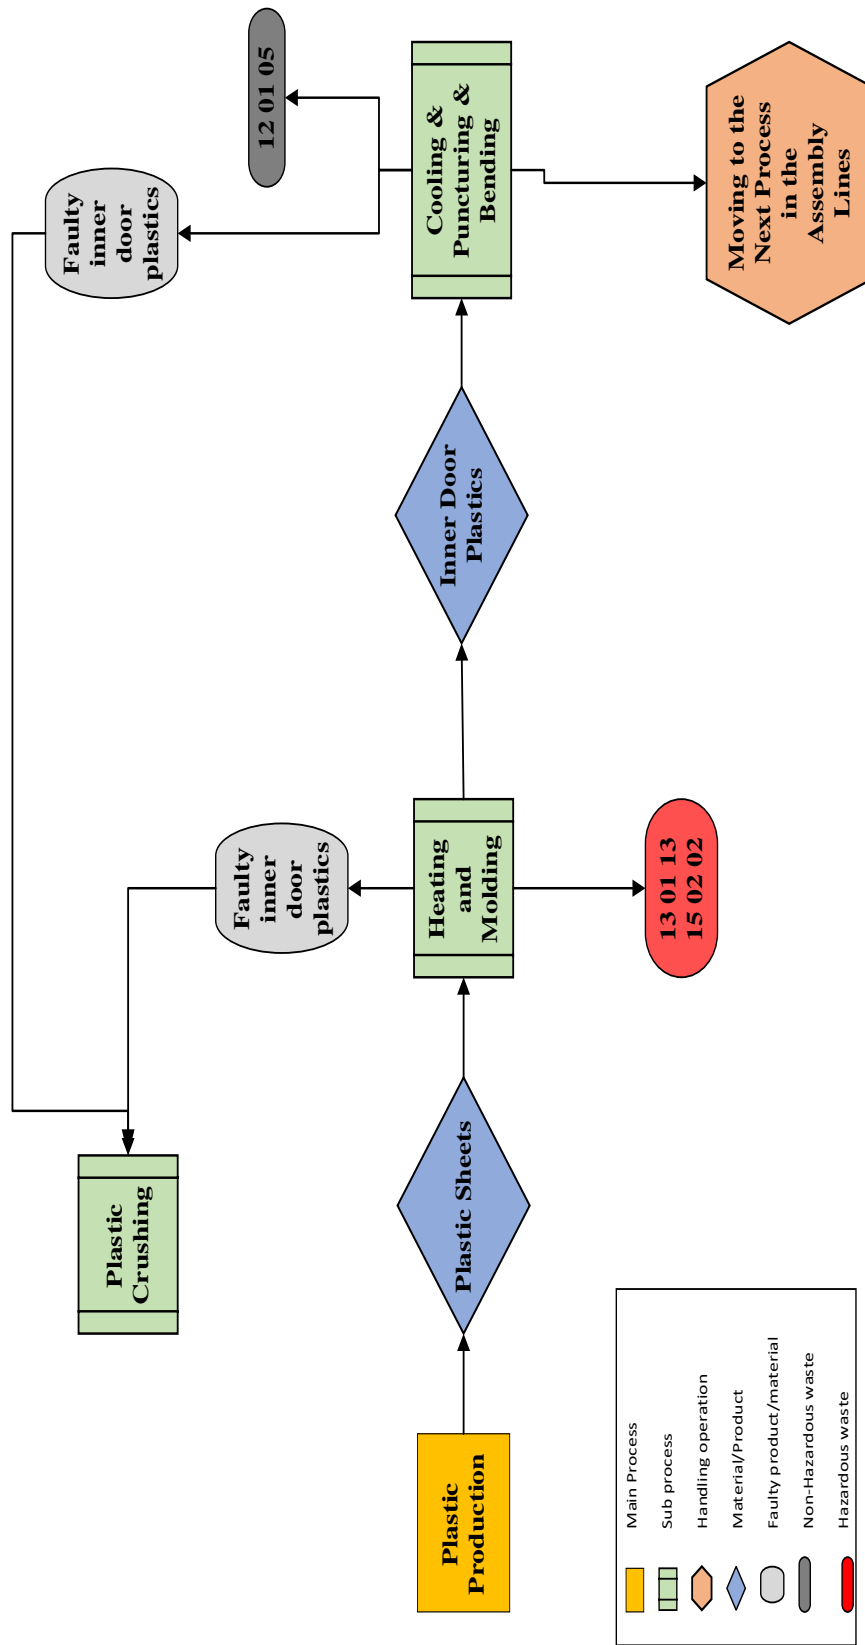 Plastic
Production
Plastic Sheets
Heating
and
Molding
Inner Door
Plastics
Cooling &
Puncturing &
Bending
Plastic
Crushing
Faulty
inner
door
plastics
Faulty
inner
door
plastics
12 01 05
13 01 13
15 02 02
Moving to the
Next Process
in the
Assembly
Lines
Main Process
Sub process
Handling operation
Material/Product
Faulty product/material
Non-Hazardous waste
Hazardous waste